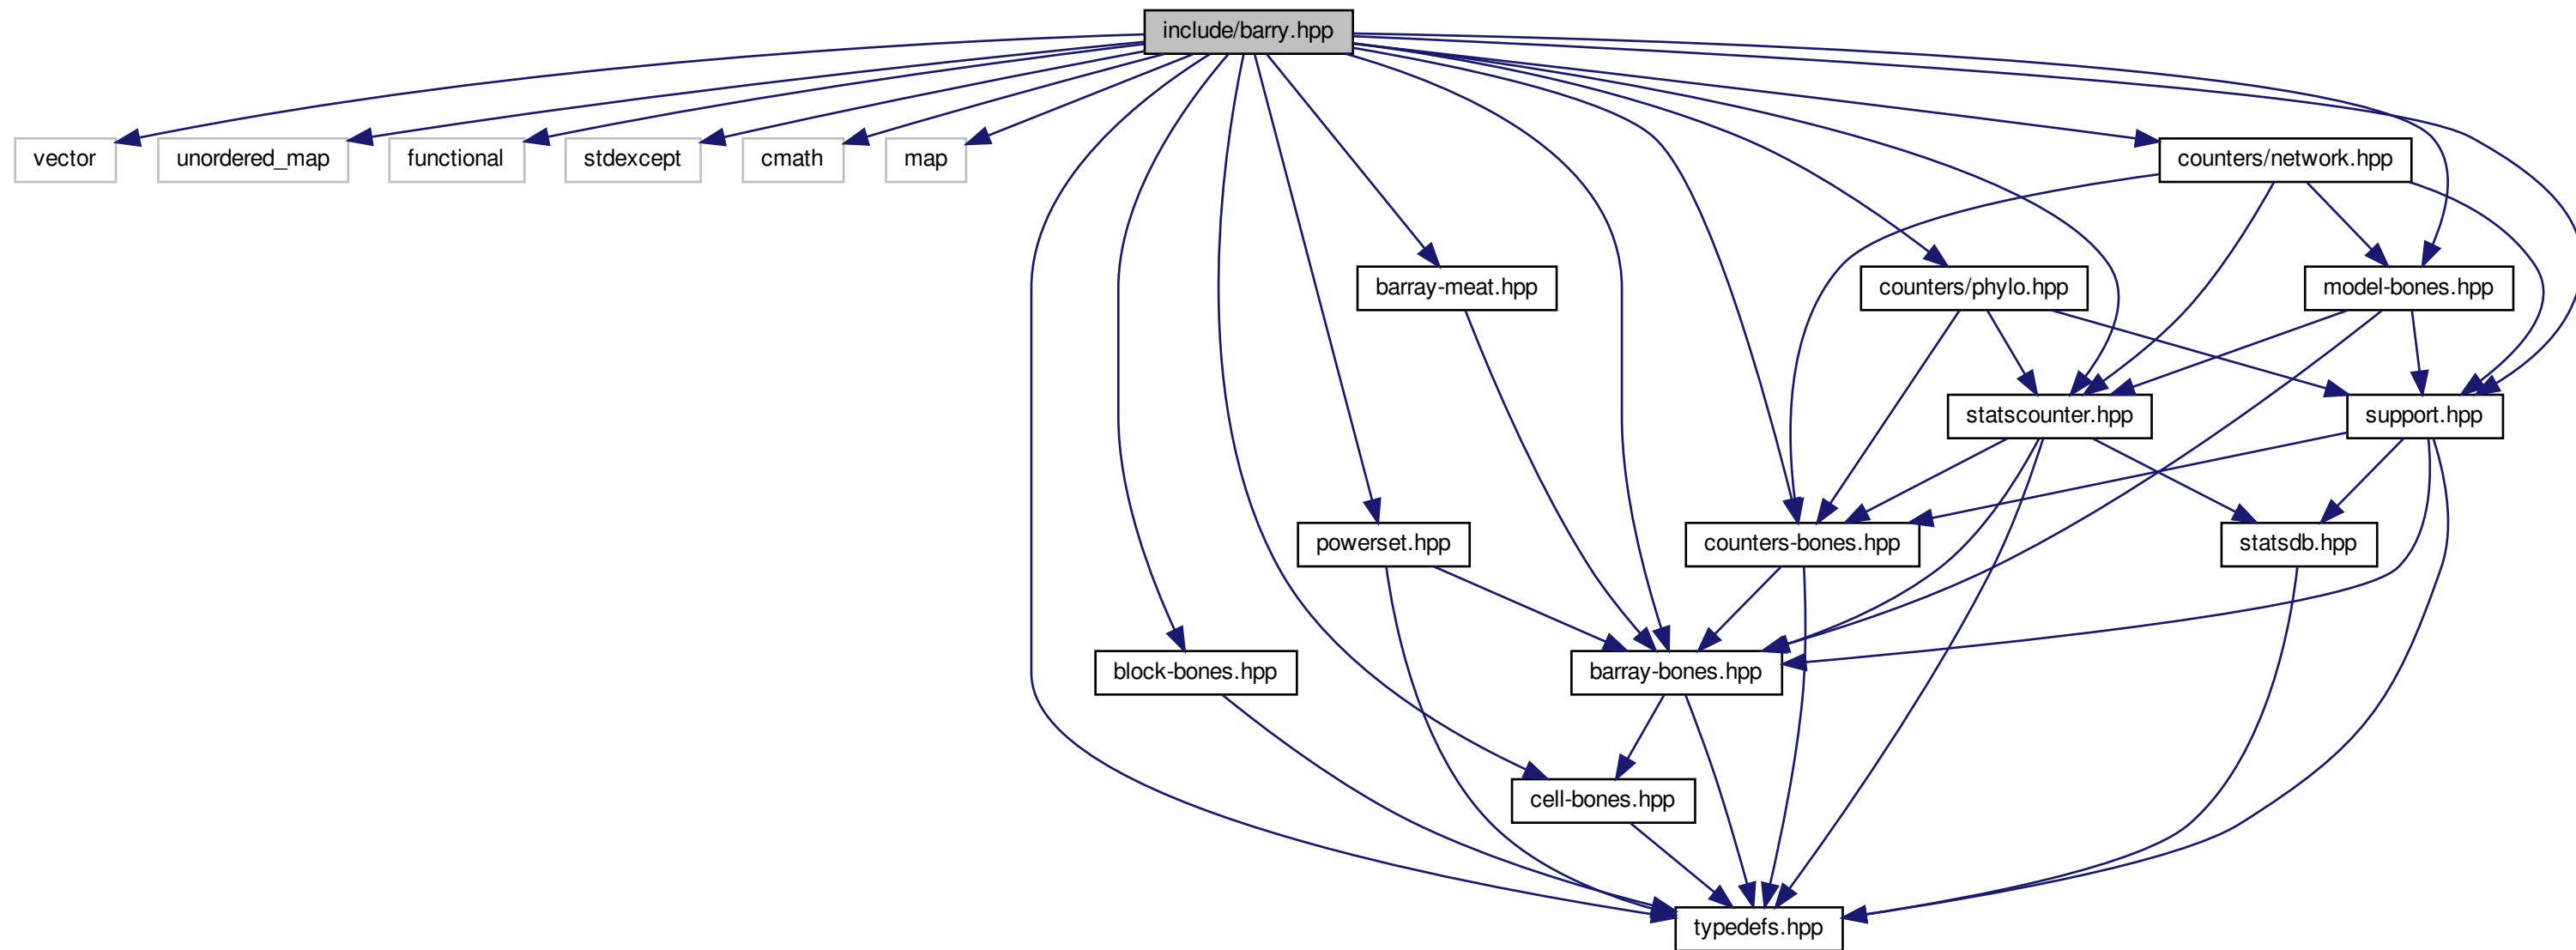 include/barry.hpp
vector
unordered_map
functional
stdexcept
cmath
map
counters/network.hpp
barray-meat.hpp
counters/phylo.hpp
model-bones.hpp
statscounter.hpp
support.hpp
powerset.hpp
counters-bones.hpp
statsdb.hpp
block-bones.hpp
barray-bones.hpp
cell-bones.hpp
typedefs.hpp